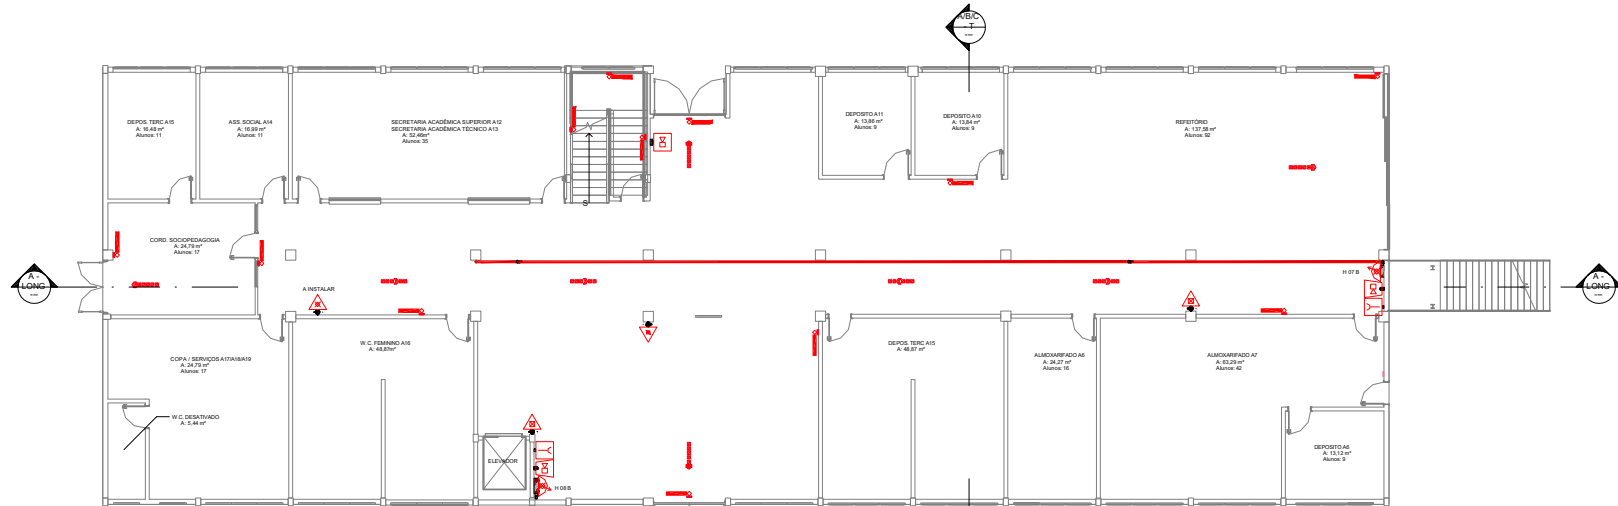 A/B/C
- T
---
DEPOS. TERC A15
A: 16,48 m²
Alunos: 11
ASS. SOCIAL A14
A: 16,99 m²
Alunos: 11
SECRETARIA ACADÊMICA SUPERIOR A12
SECRETARIA ACADÊMICA TÉCNICO A13
A: 52,46m²
Alunos: 35
DEPOSITO A11
A: 13,86 m²
Alunos: 9
DEPOSITO A10
A: 13,64 m²
Alunos: 9
REFEITÓRIO
A: 137,58 m²
Alunos: 92
S
CORD. SOCIOPEDAGOGIA
A: 24,79 m²
Alunos: 17
A -
LONG
---
A INSTALAR
H 07 B
H
H
A -
LONG
---
COPA / SERVIÇOS A17/A18/A19
A: 24,79 m²
Alunos: 17
W.C. FEMININO A16
A: 48,87m²
DEPOS. TERC A15
A: 48,87 m²
ALMOXARIFADO A6
A: 24,27 m²
Alunos: 16
ALMOXARIFADO A7
A: 63,29 m²
Alunos: 42
W.C. DESATIVADO
A: 5,44 m²
ELEVADOR
H 08 B
DEPOSITO A6
A: 13,12 m²
Alunos: 9